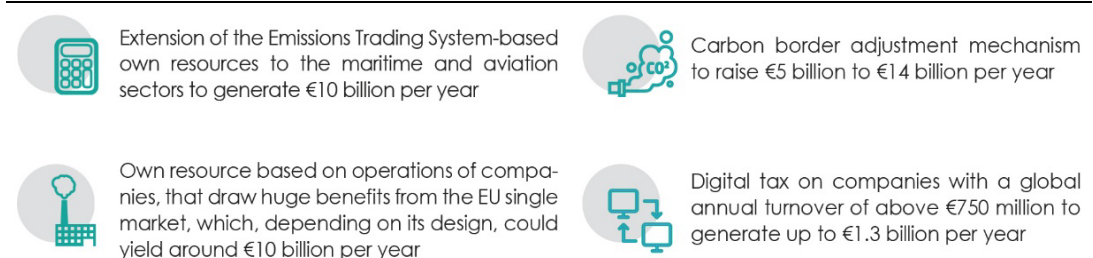 Extension of the Emissions Trading System-based
own resources to the maritime and aviation
sectors to generate €10 billion per year
Carbon border adjustment mechanism
to raise €5 billion to €14 billion per year
CO²
Own resource based on operations of compa-
nies, that draw huge benefits from the EU single
market, which, depending on its design, could
yield around €10 billion per year
Digital tax on companies with a global
annual turnover of above €750 million to
generate up to €1.3 billion per year